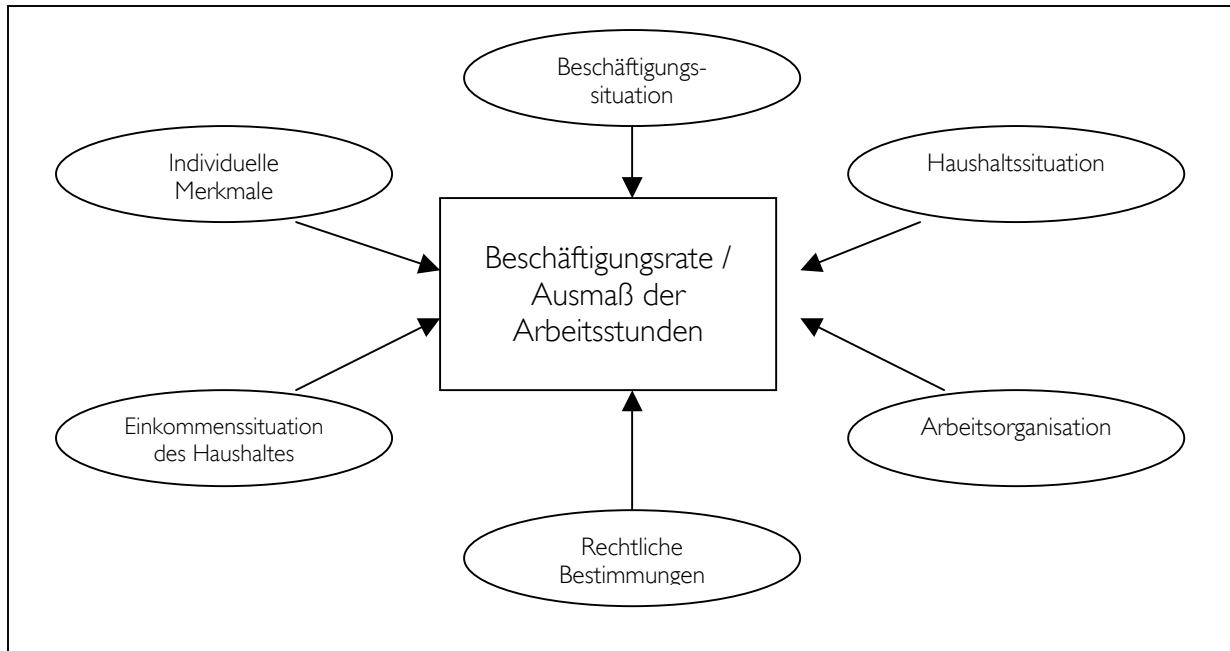 Beschäftigungs-
situation
Individuelle
Merkmale
Haushaltssituation
Beschäftigungsrate /
Ausmaß der
Arbeitsstunden
Einkommenssituation
des Haushaltes
Arbeitsorganisation
Rechtliche
Bestimmungen